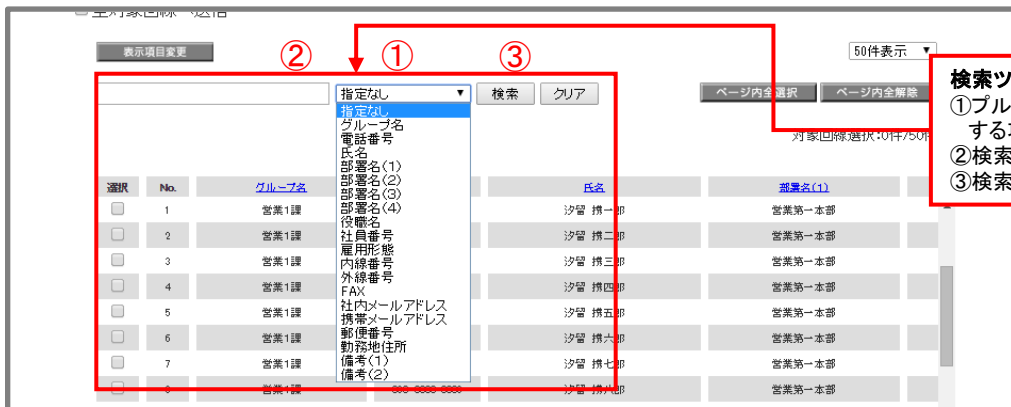 表示項目変更
② ① ③
50件表示 ▼
指定なし ▼ 検索 クリア
ページ内全選択 ページ内全解除
検索ツ
①プル
する
②検索
③検索
対象回線選択:0件/50件
指定なし
グループ名
電話番号
氏名
部署名(1)
部署名(2)
部署名(3)
部署名(4)
役職名
社員番号
雇用形態
内線番号
外線番号
FAX
社内メールアドレス
携帯メールアドレス
郵便番号
勤務地住所
備考(1)
備考(2)
選択 No. グループ名 氏名 部署名(1)
1 営業1課 汐留 携一郎 営業第一本部
2 営業1課 汐留 携二郎 営業第一本部
3 営業1課 汐留 携三郎 営業第一本部
4 営業1課 汐留 携四郎 営業第一本部
5 営業1課 汐留 携五郎 営業第一本部
6 営業1課 汐留 携六郎 営業第一本部
7 営業1課 汐留 携七郎 営業第一本部
営業1課 汐留 携八郎 営業第一本部